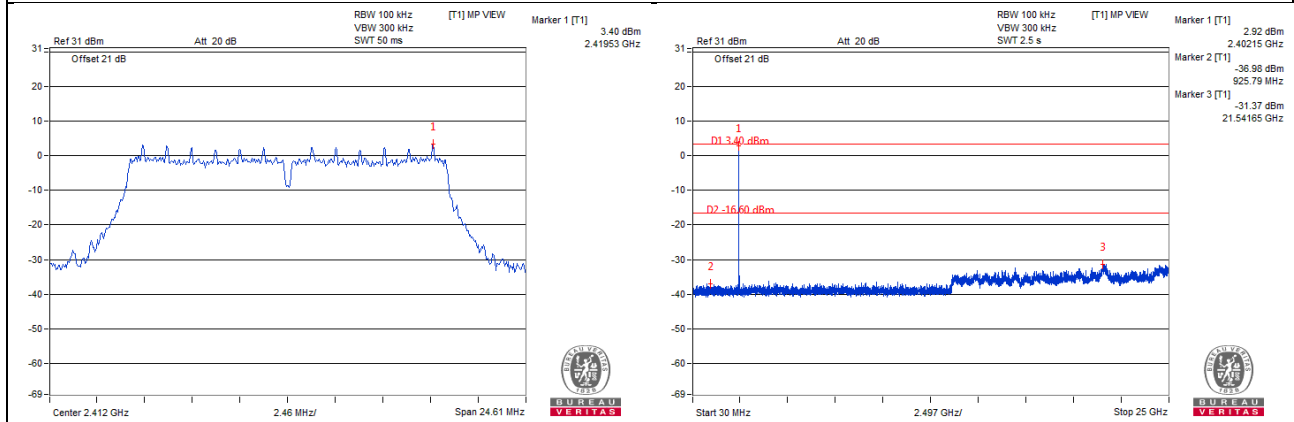 RBW 100 kHz
VBW 300 kHz
SWT 50 ms
[T1] MP VIEW
Ref 31 dBm
Att 20 dB
Offset 21 dB
Marker 1 [T1]
3.40 dBm
2.41953 GHz
31
20
10
0
-10
-20
-30
-40
-50
-60
-69
1
Center 2.412 GHz
2.46 MHz/
Span 24.61 MHz
BUREAU VERITAS
1828
BUREAU
VERITAS
RBW 100 kHz
VBW 300 kHz
SWT 2.5 s
[T1] MP VIEW
Ref 31 dBm
Att 20 dB
Offset 21 dB
Marker 1 [T1]
2.92 dBm
2.40215 GHz
Marker 2 [T1]
-36.98 dBm
925.79 MHz
Marker 3 [T1]
-31.37 dBm
21.54165 GHz
31
20
10
0
-10
-20
-30
-40
-50
-60
-69
1
D1 3.40 dBm
D2 -16.60 dBm
2
3
Start 30 MHz
2.497 GHz/
Stop 25 GHz
BUREAU VERITAS
1828
BUREAU
VERITAS